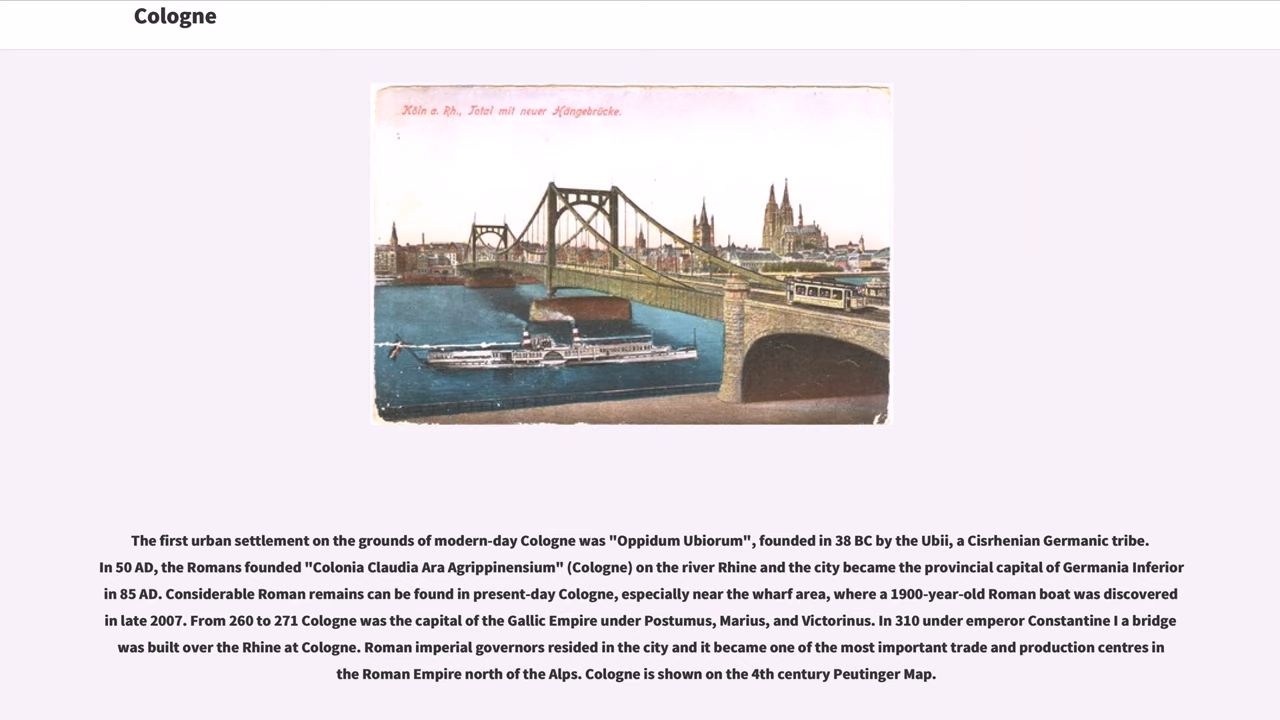 Cologne
Köln a. Rh., Total mit neuer Hängebrücke.
The first urban settlement on the grounds of modern-day Cologne was "Oppidum Ubiorum", founded in 38 BC by the Ubii, a Cisrhenian Germanic tribe.
In 50 AD, the Romans founded "Colonia Claudia Ara Agrippinensium" (Cologne) on the river Rhine and the city became the provincial capital of Germania Inferior
in 85 AD. Considerable Roman remains can be found in present-day Cologne, especially near the wharf area, where a 1900-year-old Roman boat was discovered
in late 2007. From 260 to 271 Cologne was the capital of the Gallic Empire under Postumus, Marius, and Victorinus. In 310 under emperor Constantine I a bridge
was built over the Rhine at Cologne. Roman imperial governors resided in the city and it became one of the most important trade and production centres in
the Roman Empire north of the Alps. Cologne is shown on the 4th century Peutinger Map.